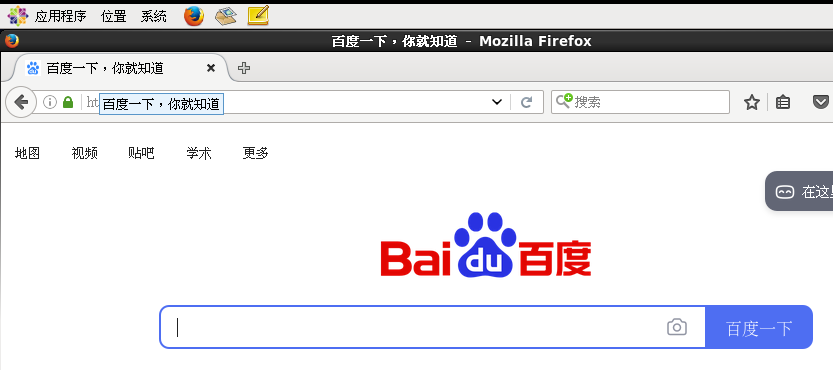 应用程序 位置 系统
百度一下，你就知道 - Mozilla Firefox
百度一下，你就知道
ht 百度一下，你就知道 搜索
地图 视频 贴吧 学术 更多
在这里
Bai du 百度
百度一下